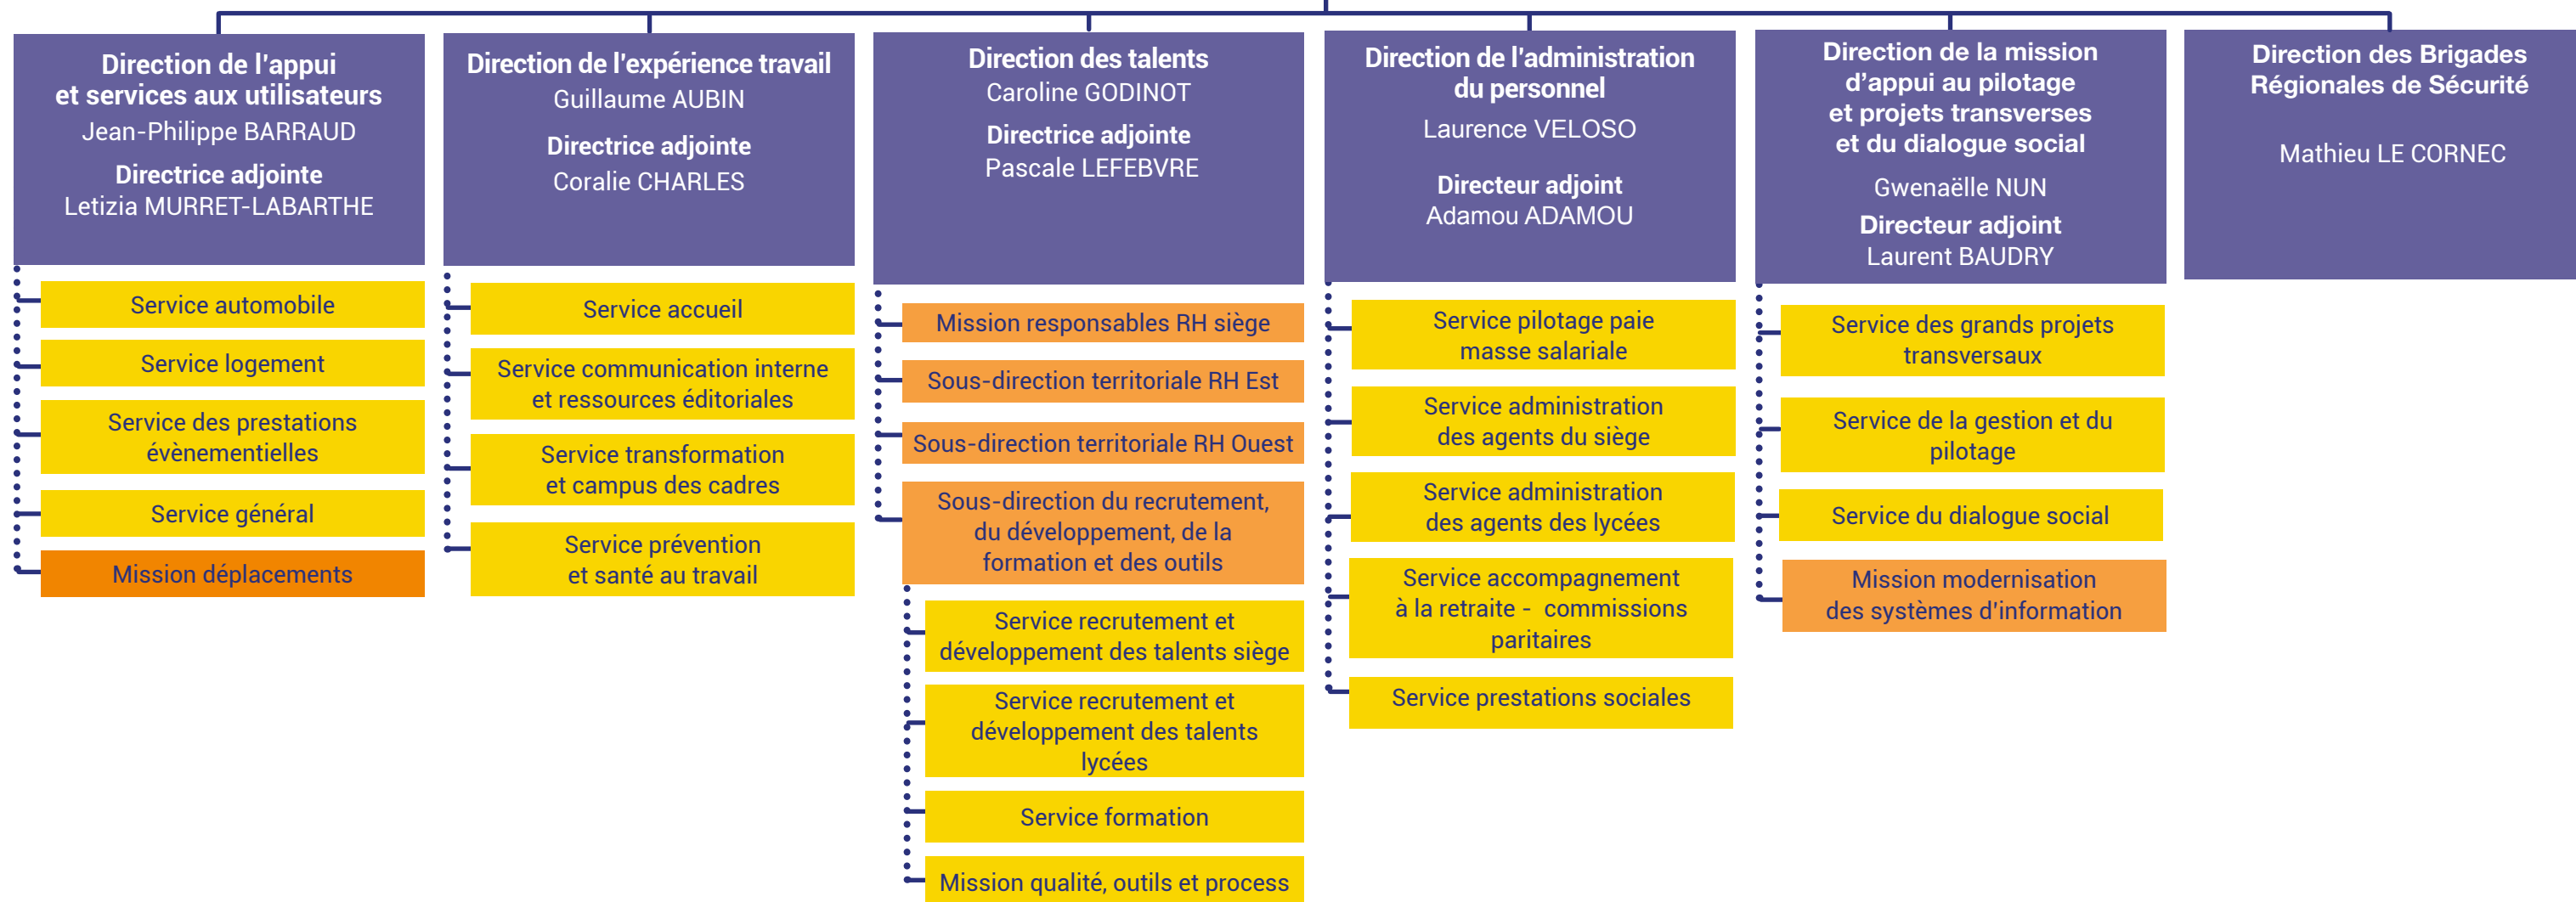 Direction de l'appui
et services aux utilisateurs
Jean-Philippe BARRAUD
Directrice adjointe
Letizia MURRET-LABARTHE
Service automobile
Service logement
Service des prestations
évènementielles
Service général
Mission déplacements
Direction de l'expérience travail
Guillaume AUBIN
Directrice adjointe
Coralie CHARLES
Service accueil
Service communication interne
et ressources éditoriales
Service transformation
et campus des cadres
Service prévention
et santé au travail
Direction des talents
Caroline GODINOT
Directrice adjointe
Pascale LEFEBVRE
Mission responsables RH siège
Sous-direction territoriale RH Est
Sous-direction territoriale RH Ouest
Sous-direction du recrutement,
du développement, de la
formation et des outils
Service recrutement et
développement des talents siège
Service recrutement et
développement des talents
lycées
Service formation
Mission qualité, outils et process
Direction de l'administration
du personnel
Laurence VELOSO
Directeur adjoint
Adamou ADAMOU
Service pilotage paie
masse salariale
Service administration
des agents du siège
Service administration
des agents des lycées
Service accompagnement
à la retraite - commissions
paritaires
Service prestations sociales
Direction de la mission
d'appui au pilotage
et projets transverses
et du dialogue social
Gwenaëlle NUN
Directeur adjoint
Laurent BAUDRY
Service des grands projets
transversaux
Service de la gestion et du
pilotage
Service du dialogue social
Mission modernisation
des systèmes d'information
Direction des Brigades
Régionales de Sécurité
Mathieu LE CORNEC